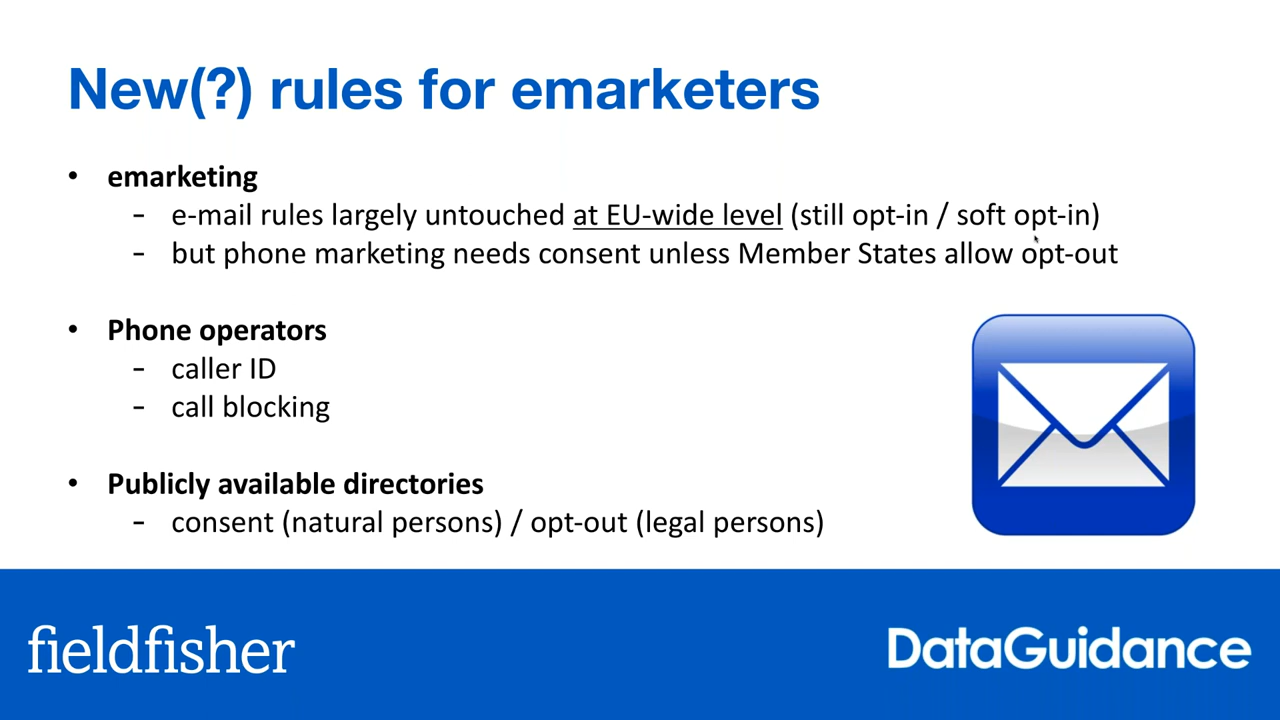 New(?) rules for emarketers
• emarketing
- e-mail rules largely untouched at EU-wide level (still opt-in / soft opt-in)
- but phone marketing needs consent unless Member States allow opt-out
• Phone operators
- caller ID
- call blocking
• Publicly available directories
- consent (natural persons) / opt-out (legal persons)
fieldfisher
DataGuidance